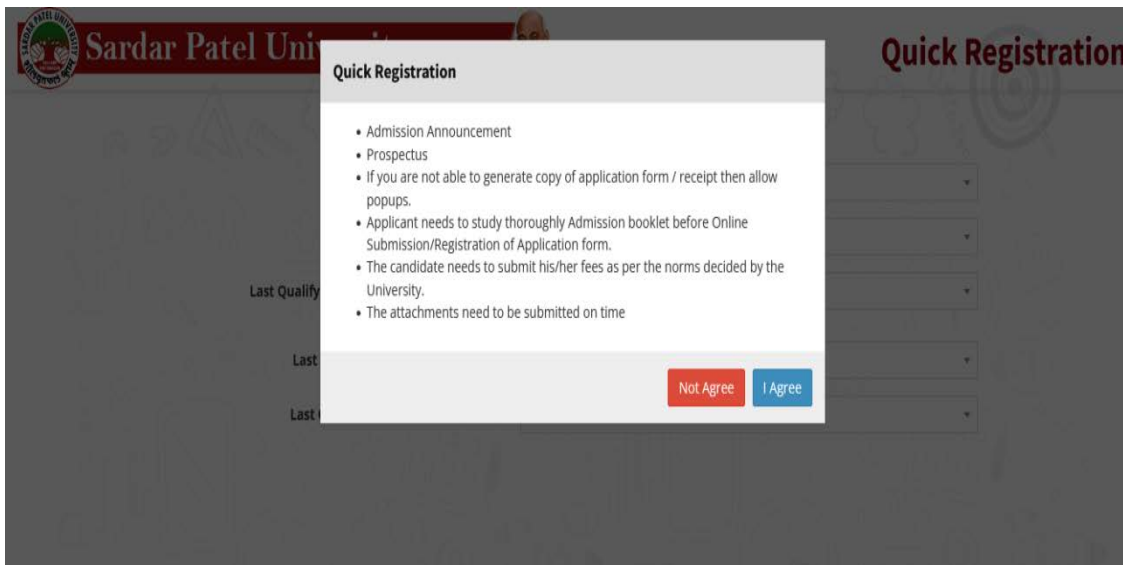 Sardar Patel Uni
Quick Registration
Quick Registration
• Admission Announcement
• Prospectus
• If you are not able to generate copy of application form / receipt then allow
popups.
• Applicant needs to study thoroughly Admission booklet before Online
Submission/Registration of Application form.
• The candidate needs to submit his/her fees as per the norms decided by the
University.
• The attachments need to be submitted on time
Last Qualify
Last
Last
Not Agree I Agree